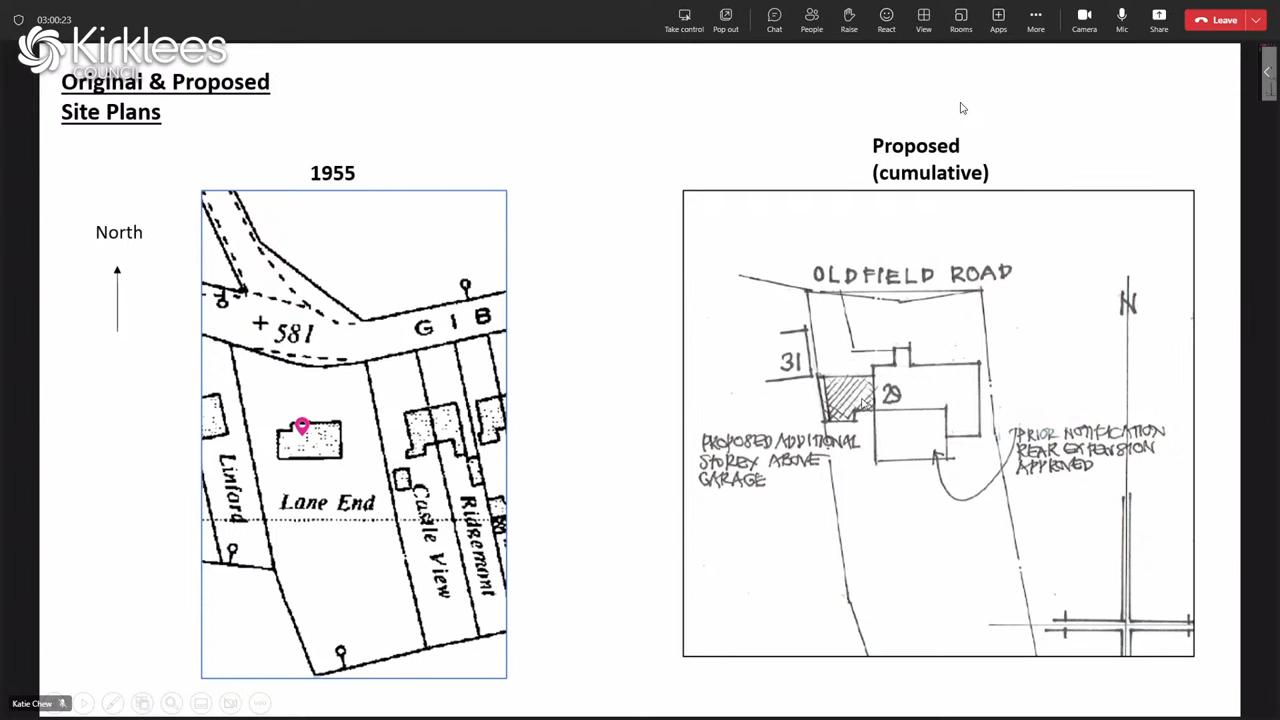 03:00:23
Take control
Pop out
Chat
People
Raise
React
View
Rooms
Apps
More
Camera
Mic
Share
Leave
Kirklees
COUNCIL
Original & Proposed
Site Plans
1955
North
+ 581
G I B
Linfard
Lane End
Castle View
Ridgemont
Proposed
(cumulative)
OLDFIELD ROAD
N
31
29
PROPOSED ADDITIONAL
STOREY ABOVE
GARAGE
PRIOR NOTIFICATION
REAR EXTENSION
APPROVED
Katie Chew